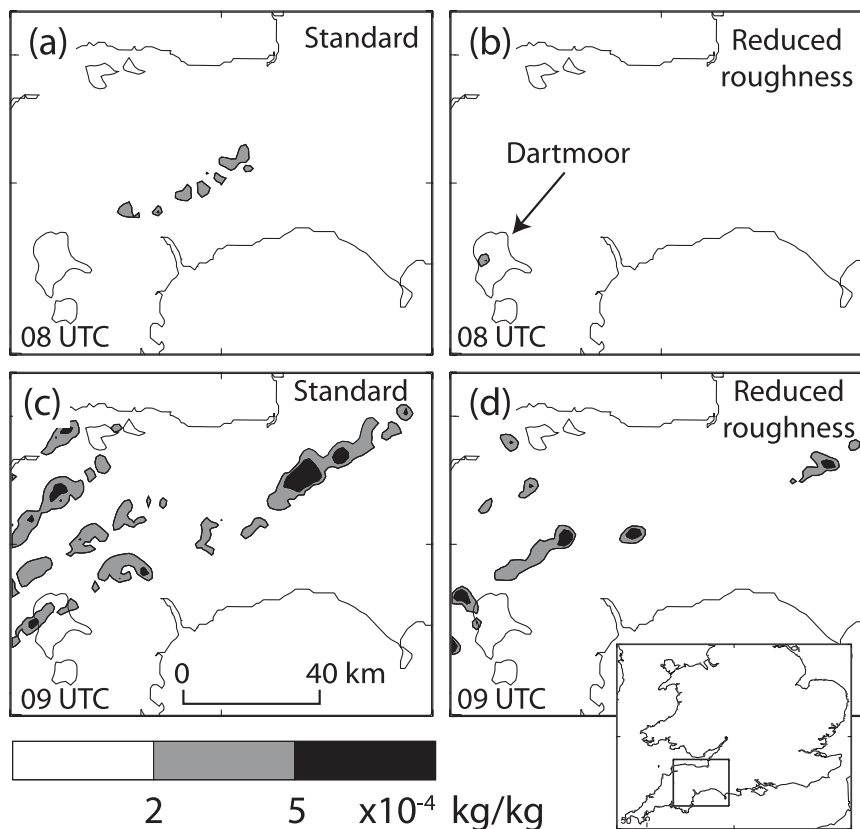 (a)
Standard
08 UTC
(b)
Reduced
roughness
Dartmoor
08 UTC
(c)
Standard
0
40 km
09 UTC
(d)
Reduced
roughness
09 UTC
2 5 x10⁻⁴ kg/kg